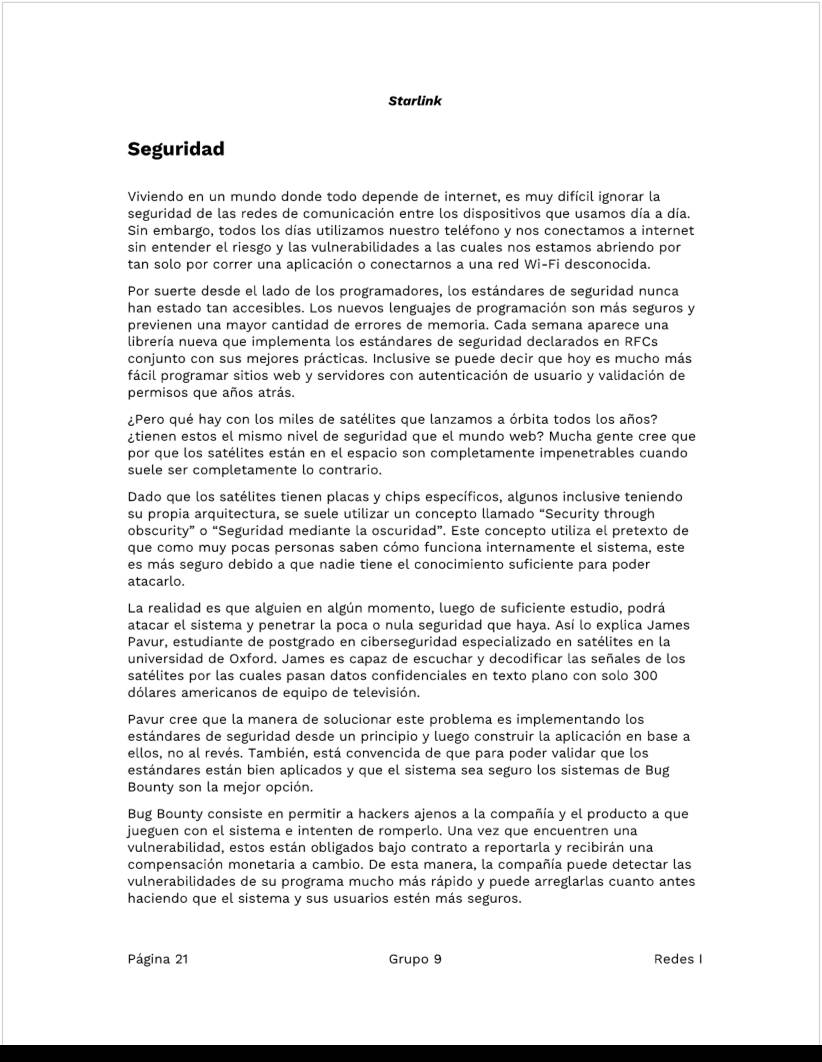 Starlink
Seguridad
Viviendo en un mundo donde todo depende de internet, es muy difícil ignorar la
seguridad de las redes de comunicación entre los dispositivos que usamos día a día.
Sin embargo, todos los días utilizamos nuestro teléfono y nos conectamos a internet
sin entender el riesgo y las vulnerabilidades a las cuales nos estamos abriendo por
tan solo por correr una aplicación o conectarnos a una red Wi-Fi desconocida.
Por suerte desde el lado de los programadores, los estándares de seguridad nunca
han estado tan accesibles. Los nuevos lenguajes de programación son más seguros y
previenen una mayor cantidad de errores de memoria. Cada semana aparece una
librería nueva que implementa los estándares de seguridad declarados en RFCs
conjunto con sus mejores prácticas. Inclusive se puede decir que hoy es mucho más
fácil programar sitios web y servidores con autenticación de usuario y validación de
permisos que años atrás.
¿Pero qué hay con los miles de satélites que lanzamos a órbita todos los años?
¿tienen estos el mismo nivel de seguridad que el mundo web? Mucha gente cree que
por que los satélites están en el espacio son completamente impenetrables cuando
suele ser completamente lo contrario.
Dado que los satélites tienen placas y chips específicos, algunos inclusive teniendo
su propia arquitectura, se suele utilizar un concepto llamado “Security through
obscurity” o “Seguridad mediante la oscuridad”. Este concepto utiliza el pretexto de
que como muy pocas personas saben cómo funciona internamente el sistema, este
es más seguro debido a que nadie tiene el conocimiento suficiente para poder
atacarlo.
La realidad es que alguien en algún momento, luego de suficiente estudio, podrá
atacar el sistema y penetrar la poca o nula seguridad que haya. Así lo explica James
Pavur, estudiante de postgrado en ciberseguridad especializado en satélites en la
universidad de Oxford. James es capaz de escuchar y decodificar las señales de los
satélites por las cuales pasan datos confidenciales en texto plano con solo 300
dólares americanos de equipo de televisión.
Pavur cree que la manera de solucionar este problema es implementando los
estándares de seguridad desde un principio y luego construir la aplicación en base a
ellos, no al revés. También, está convencida de que para poder validar que los
estándares están bien aplicados y que el sistema sea seguro los sistemas de Bug
Bounty son la mejor opción.
Bug Bounty consiste en permitir a hackers ajenos a la compañía y el producto a que
jueguen con el sistema e intenten de romperlo. Una vez que encuentren una
vulnerabilidad, estos están obligados bajo contrato a reportarla y recibirán una
compensación monetaria a cambio. De esta manera, la compañía puede detectar las
vulnerabilidades de su programa mucho más rápido y puede arreglarlas cuanto antes
haciendo que el sistema y sus usuarios estén más seguros.
Página 21 Grupo 9 Redes I